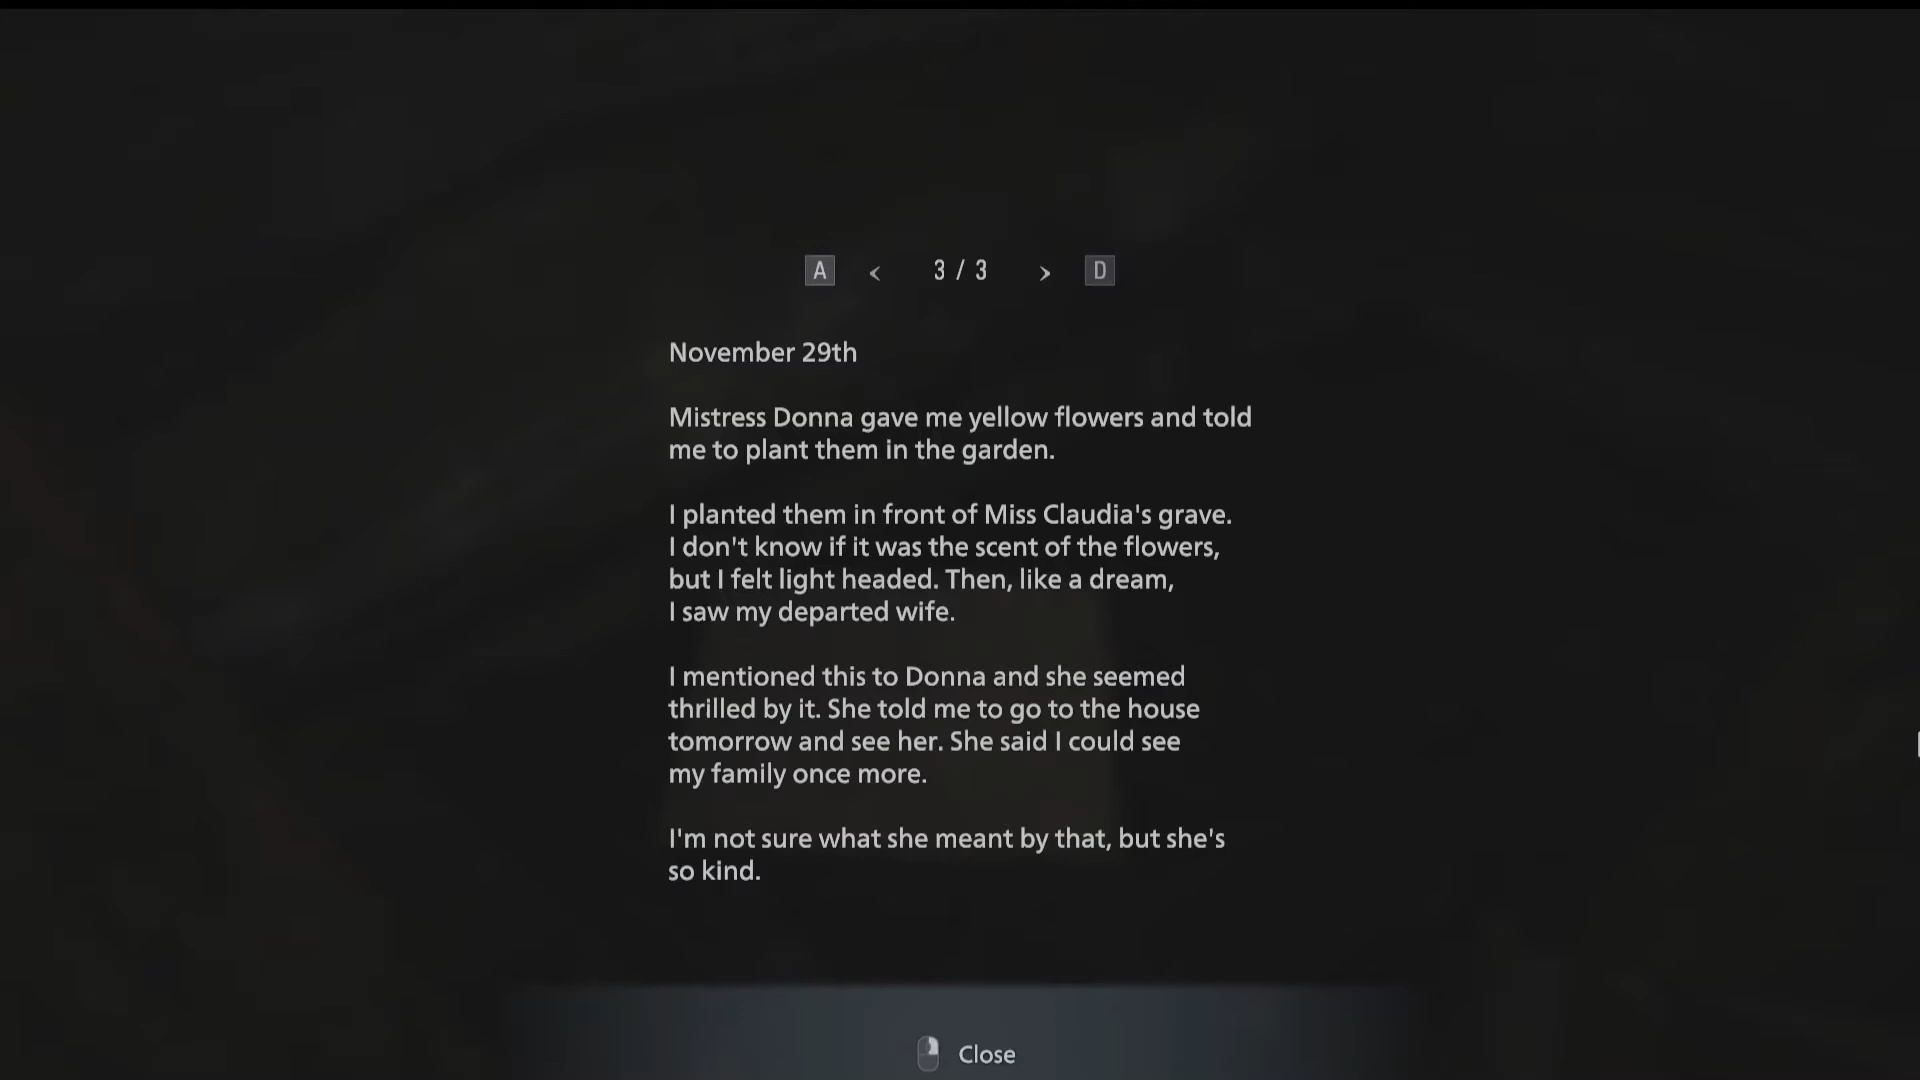 A < 3 / 3 > D
November 29th
Mistress Donna gave me yellow flowers and told
me to plant them in the garden.
I planted them in front of Miss Claudia's grave.
I don't know if it was the scent of the flowers,
but I felt light headed. Then, like a dream,
I saw my departed wife.
I mentioned this to Donna and she seemed
thrilled by it. She told me to go to the house
tomorrow and see her. She said I could see
my family once more.
I'm not sure what she meant by that, but she's
so kind.
Close